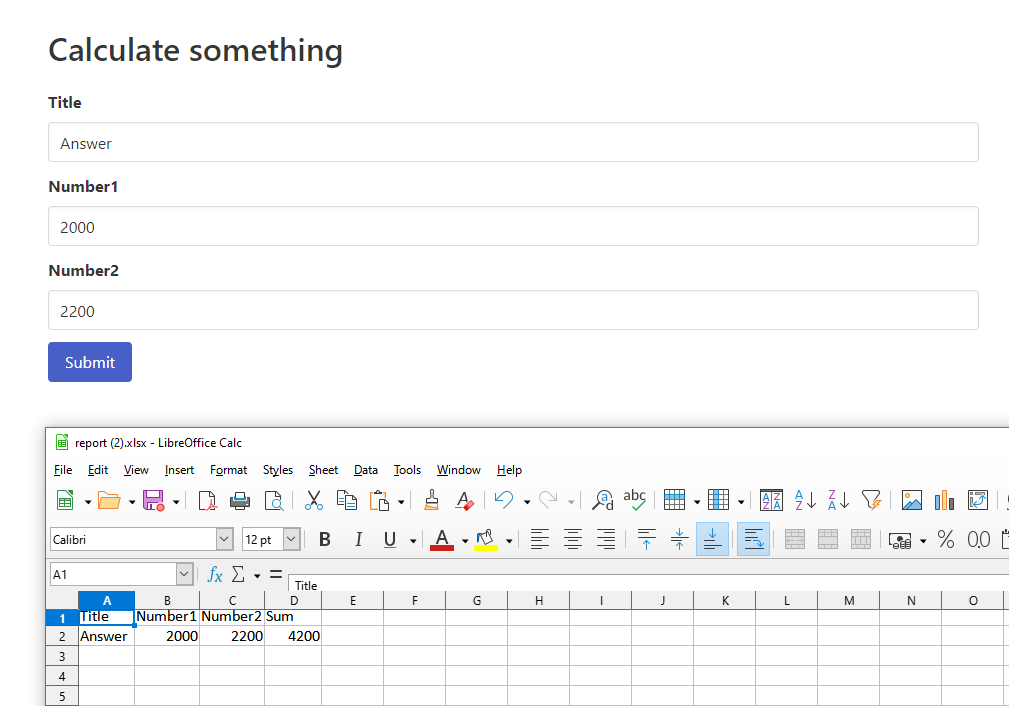 Calculate something
Title
Answer
Number1
2000
Number2
2200
Submit
report (2).xlsx - LibreOffice Calc
File Edit View Insert Format Styles Sheet Data Tools Window Help
abc
Calibri 12 pt B I U A % 0.0
A1 fx Σ = Title
A B C D E F G H I J K L M N O
1 Title Number1 Number2 Sum
2 Answer 2000 2200 4200
3
4
5